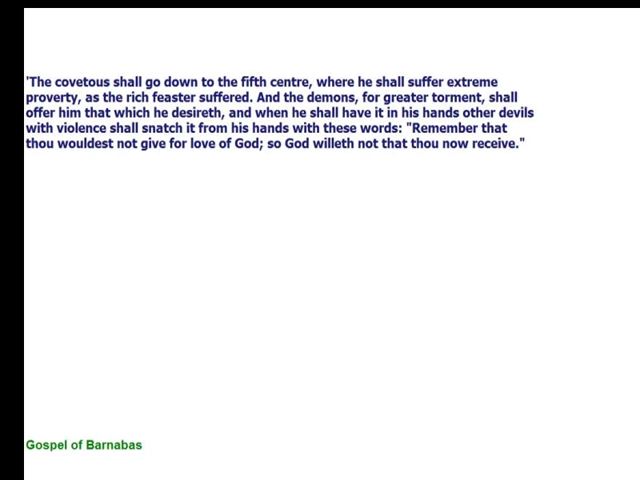 'The covetous shall go down to the fifth centre, where he shall suffer extreme
proverty, as the rich feaster suffered. And the demons, for greater torment, shall
offer him that which he desireth, and when he shall have it in his hands other devils
with violence shall snatch it from his hands with these words: "Remember that
thou wouldest not give for love of God; so God willeth not that thou now receive."
Gospel of Barnabas